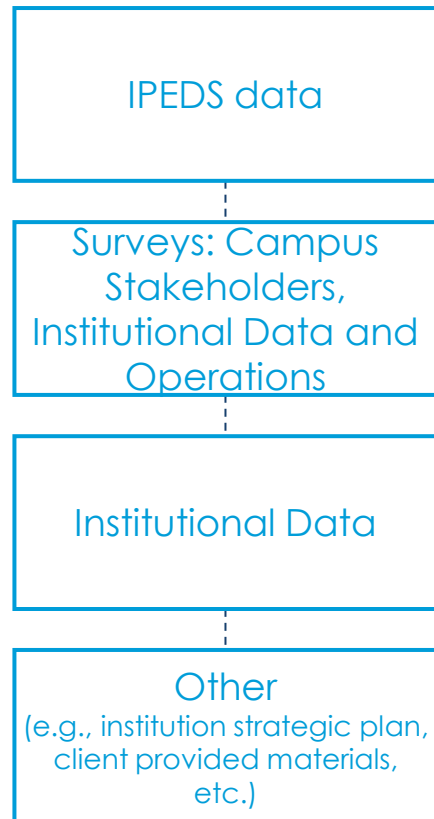 IPEDS data
Surveys: Campus
Stakeholders,
Institutional Data and
Operations
Institutional Data
Other
(e.g., institution strategic plan,
client provided materials,
etc.)